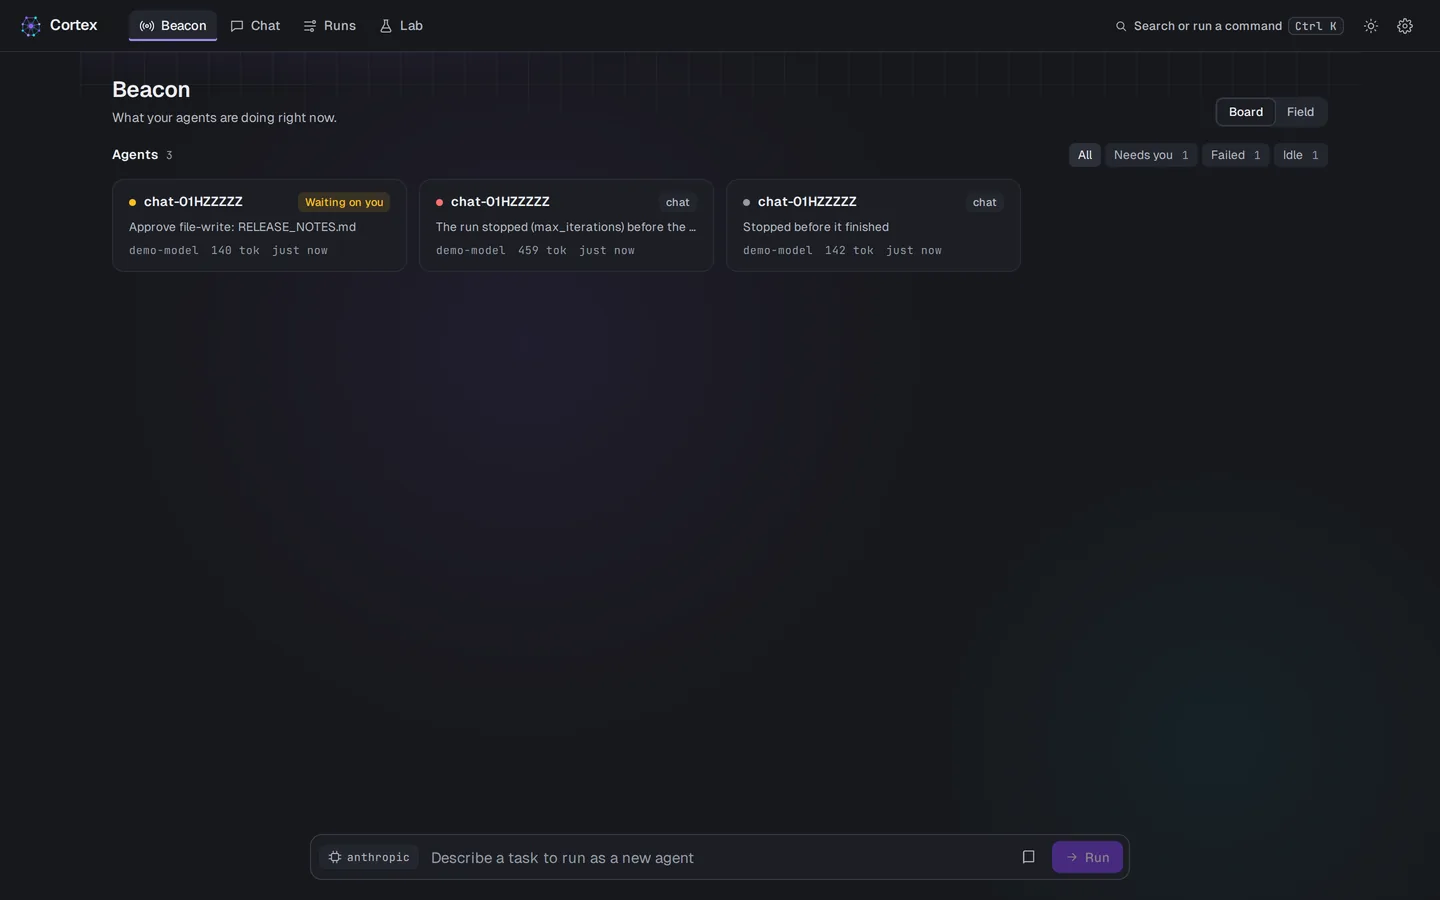 Cortex
Beacon
Chat
Runs
Lab
Search or run a command Ctrl K
Beacon
What your agents are doing right now.
Board
Field
Agents 3
All
Needs you 1
Failed 1
Idle 1
chat-01HZZZZZ
Waiting on you
Approve file-write: RELEASE_NOTES.md
demo-model 140 tok just now
chat-01HZZZZZ
chat
The run stopped (max_iterations) before the …
demo-model 459 tok just now
chat-01HZZZZZ
chat
Stopped before it finished
demo-model 142 tok just now
anthropic
Describe a task to run as a new agent
Run